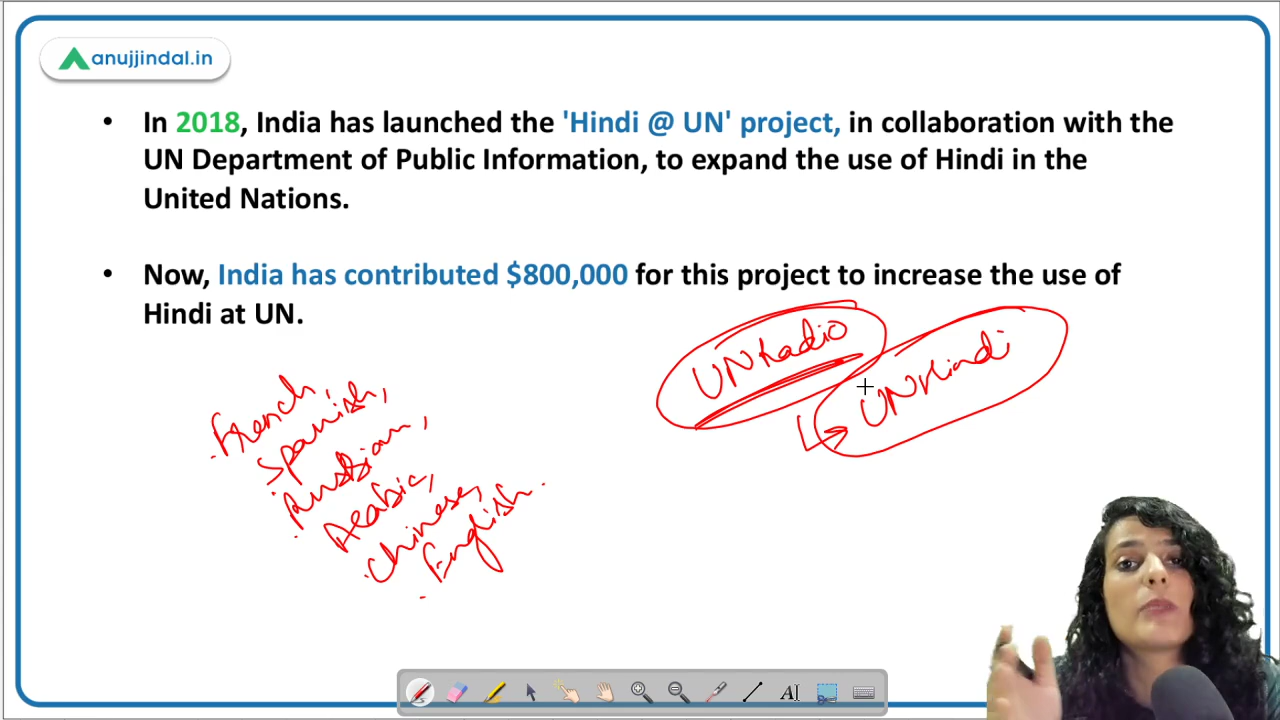 anujjindal.in
• In 2018, India has launched the 'Hindi @ UN' project, in collaboration with the
UN Department of Public Information, to expand the use of Hindi in the
United Nations.
• Now, India has contributed $800,000 for this project to increase the use of
Hindi at UN.
UN Radio
UN Hindi
French,
Spanish,
Russian,
Arabic,
Chinese,
English.
AI